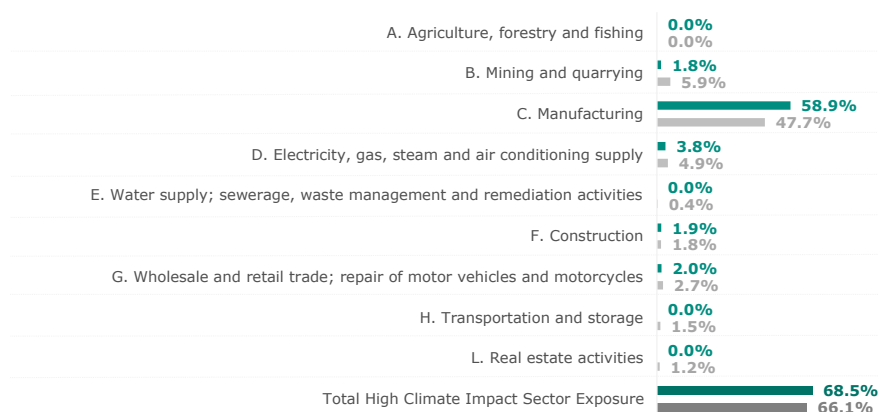 A. Agriculture, forestry and fishing
0.0%
0.0%
B. Mining and quarrying
1.8%
5.9%
C. Manufacturing
58.9%
47.7%
D. Electricity, gas, steam and air conditioning supply
3.8%
4.9%
E. Water supply; sewerage, waste management and remediation activities
0.0%
0.4%
F. Construction
1.9%
1.8%
G. Wholesale and retail trade; repair of motor vehicles and motorcycles
2.0%
2.7%
H. Transportation and storage
0.0%
1.5%
L. Real estate activities
0.0%
1.2%
Total High Climate Impact Sector Exposure
68.5%
66.1%